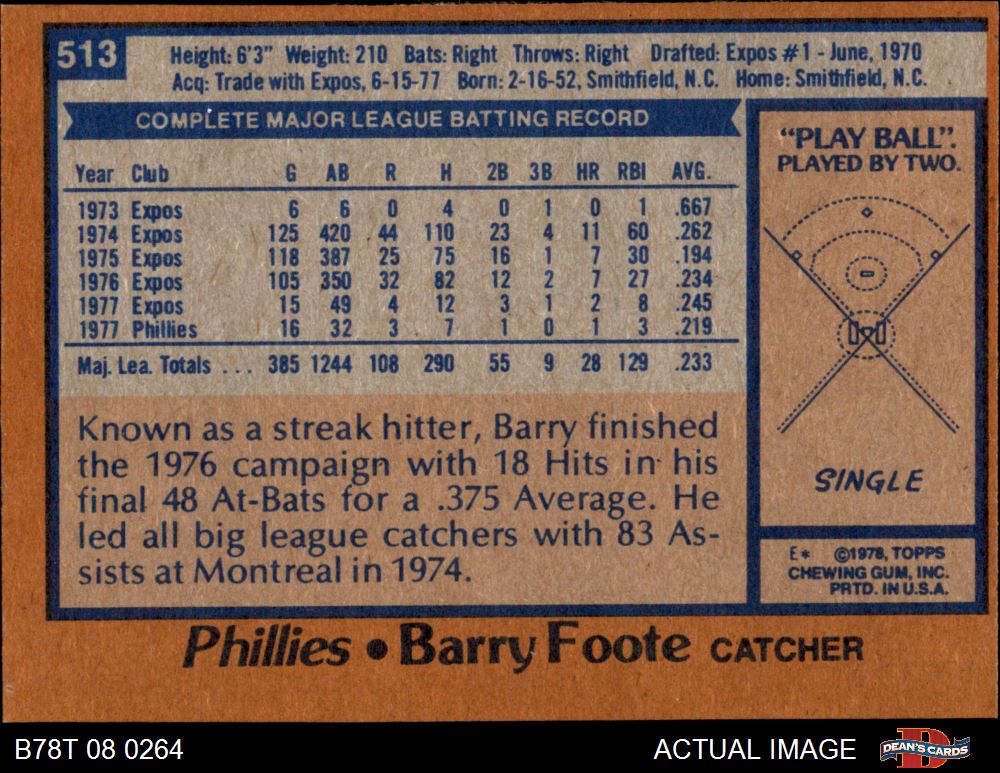 513
Height: 6'3" Weight: 210 Bats: Right Throws: Right Drafted: Expos #1 - June, 1970
Acq: Trade with Expos, 6-15-77 Born: 2-16-52, Smithfield, N.C. Home: Smithfield, N.C.
COMPLETE MAJOR LEAGUE BATTING RECORD
Year Club G AB R H 2B 3B HR RBI AVG.
1973 Expos 6 6 0 4 0 1 0 1 .667
1974 Expos 125 420 44 110 23 4 11 60 .262
1975 Expos 118 387 25 75 16 1 7 30 .194
1976 Expos 105 350 32 82 12 2 7 27 .234
1977 Expos 15 49 4 12 3 1 2 8 .245
1977 Phillies 16 32 3 7 1 0 1 3 .219
Maj. Lea. Totals ... 385 1244 108 290 55 9 28 129 .233
Known as a streak hitter, Barry finished
the 1976 campaign with 18 Hits in his
final 48 At-Bats for a .375 Average. He
led all big league catchers with 83 As-
sists at Montreal in 1974.
"PLAY BALL".
PLAYED BY TWO.
SINGLE
E* ©1978, TOPPS
CHEWING GUM, INC.
PRTD. IN U.S.A.
Phillies • Barry Foote CATCHER
B78T 08 0264
ACTUAL IMAGE
DEAN'S CARDS